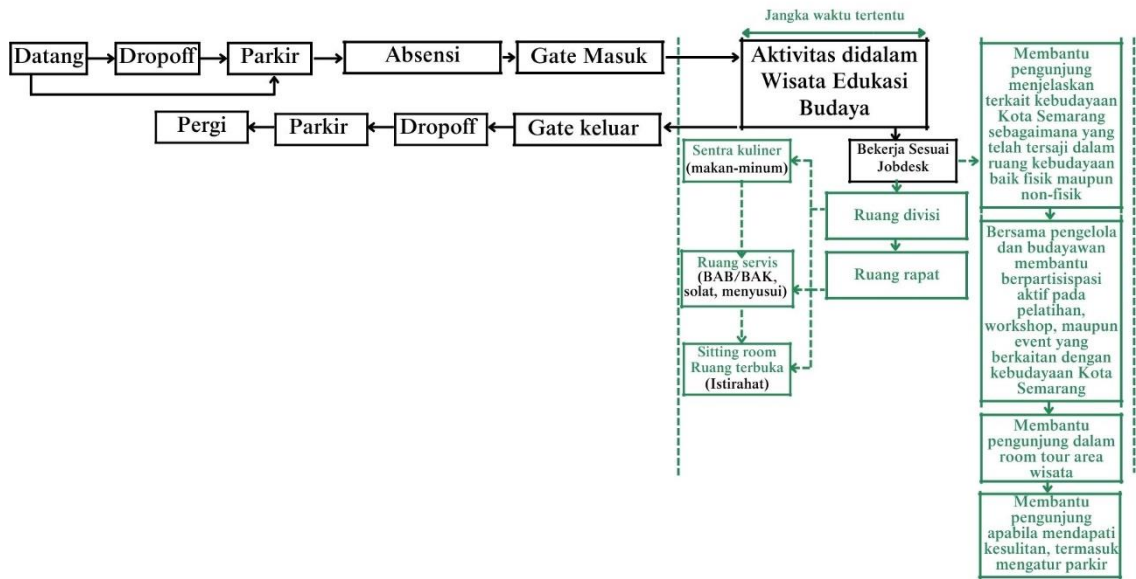 Jangka waktu tertentu
Datang
Dropoff
Parkir
Absensi
Gate Masuk
Aktivitas didalam
Wisata Edukasi
Budaya
Pergi
Parkir
Dropoff
Gate keluar
Bekerja Sesuai
Jobdesk
Sentra kuliner
(makan-minum)
Ruang divisi
Ruang rapat
Ruang servis
(BAB/BAK,
solat, menyusui)
Sitting room
Ruang terbuka
(Istirahat)
Membantu
pengunjung
menjelaskan
terkait kebudayaan
Kota Semarang
sebagaimana yang
telah tersaji dalam
ruang kebudayaan
baik fisik maupun
non-fisik
Bersama pengelola
dan budayawan
membantu
berpartisispasi
aktif pada
pelatihan,
workshop, maupun
event yang
berkaitan dengan
kebudayaan Kota
Semarang
Membantu
pengunjung dalam
room tour area
wisata
Membantu
pengunjung
apabila mendapati
kesulitan, termasuk
mengatur parkir